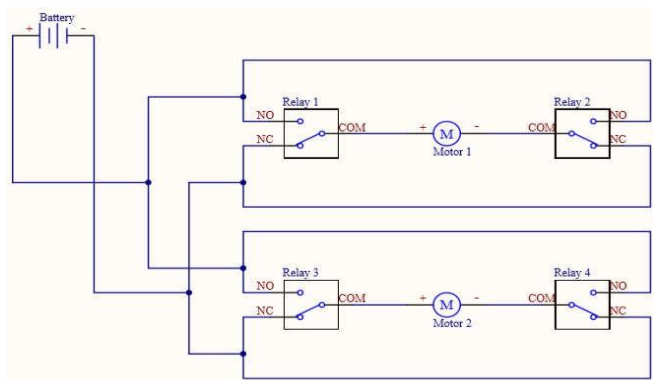 Battery
+ -
Relay 1 Relay 2
NO NO
COM + M - COM
NC NC
Motor 1
Relay 3 Relay 4
NO NO
COM + M - COM
NC NC
Motor 2